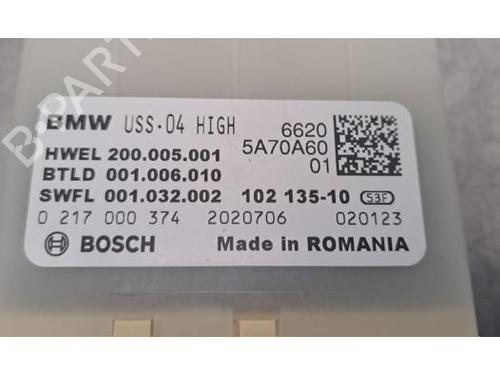 B-PARTS
BMW USS.04 HIGH 6620
HWEL 200.005.001 5A70A60
BTLD 001.006.010 01
SWFL 001.032.002 102 135-10 S3F
0 217 000 374 2020706 020123
BOSCH Made in ROMANIA